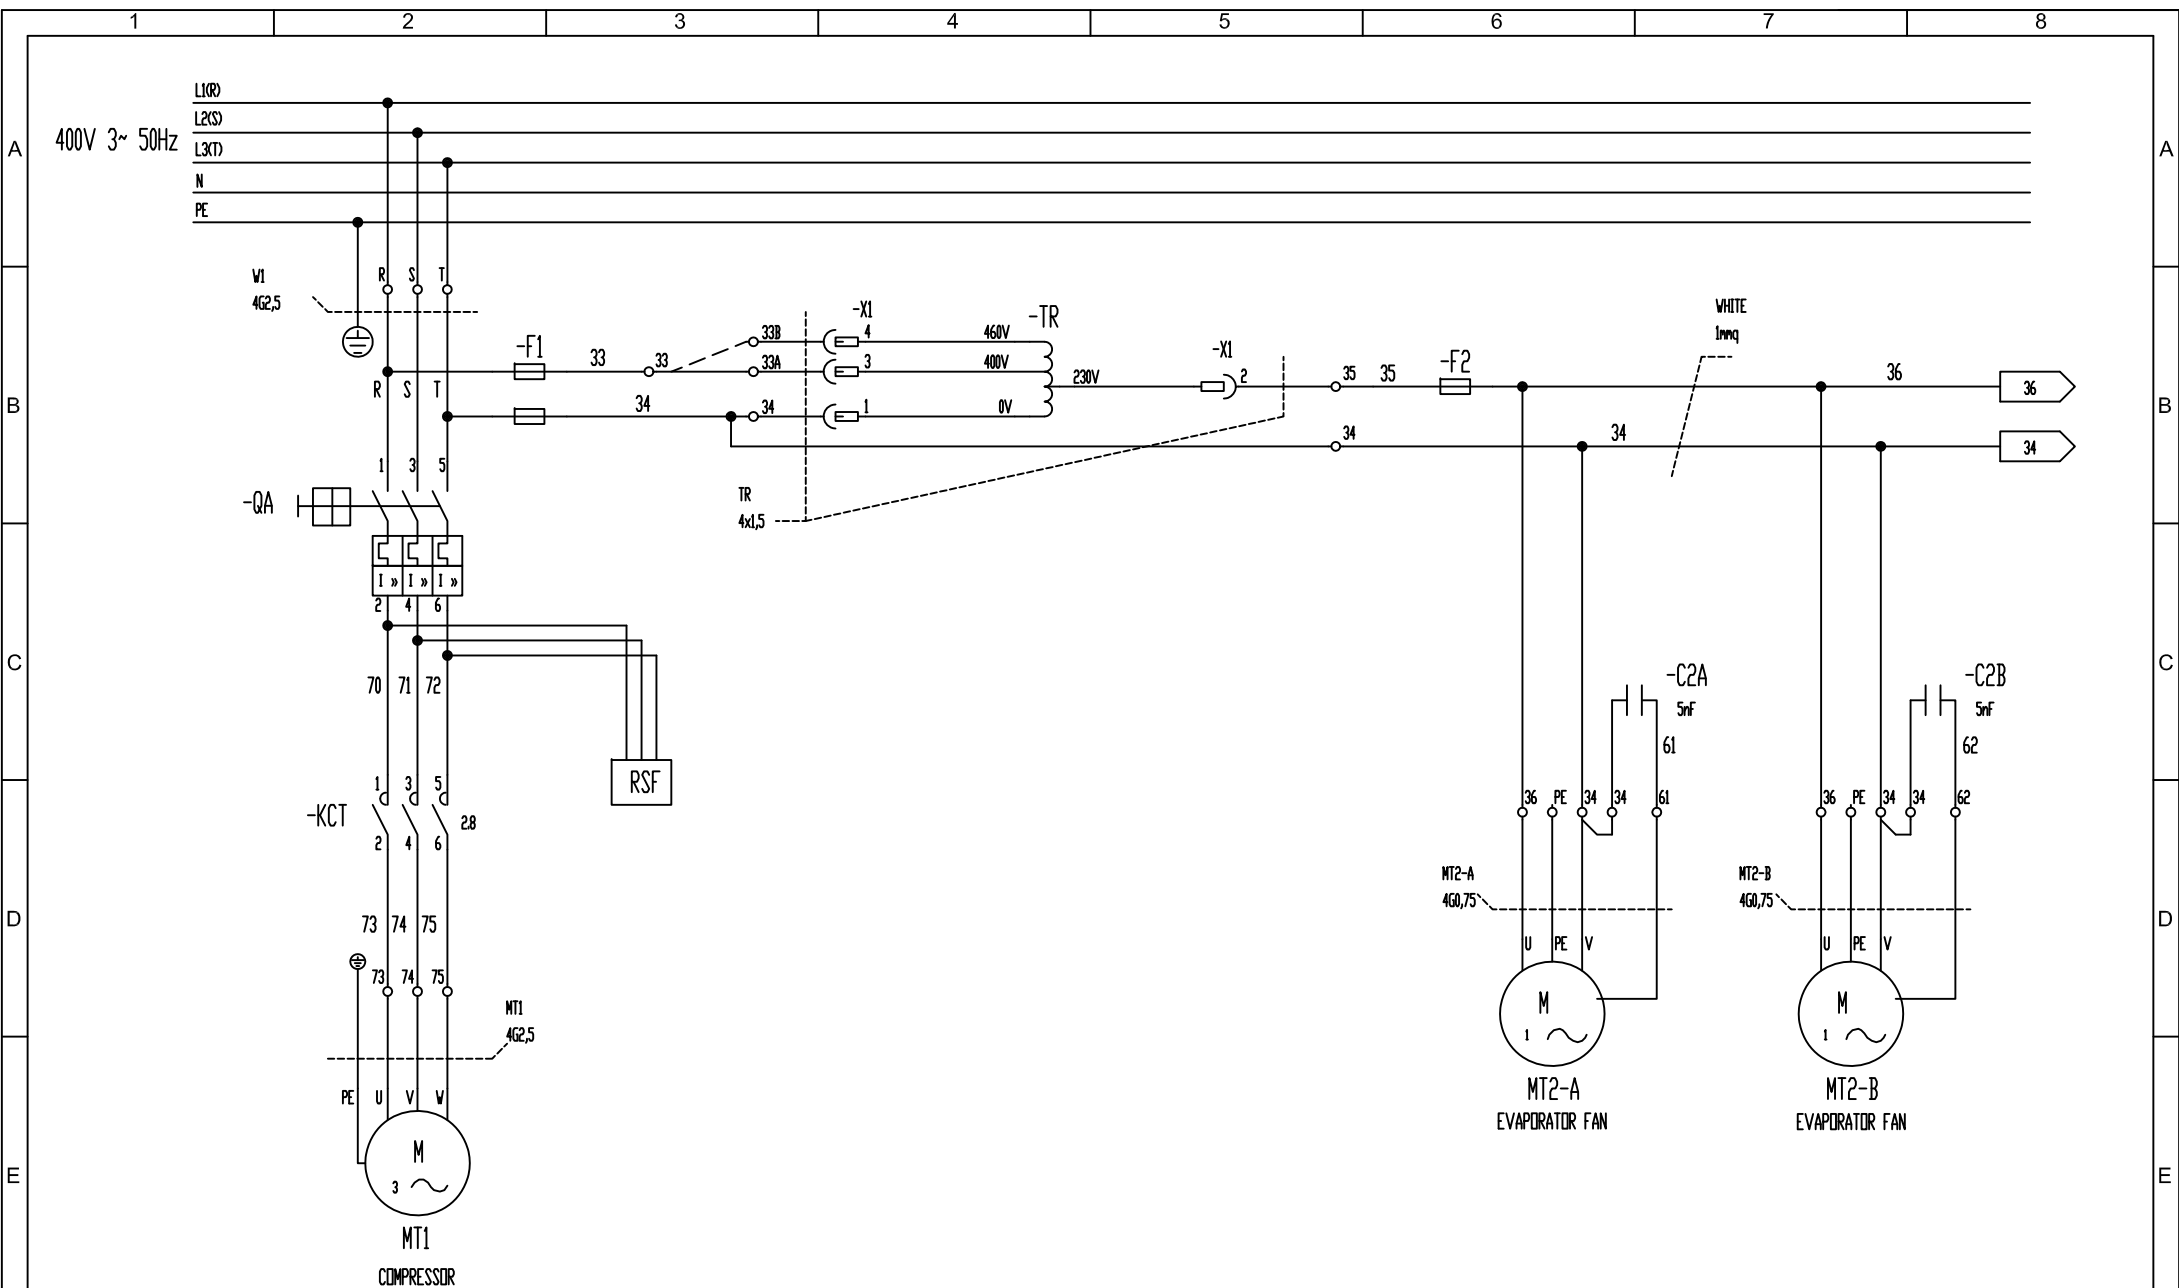 1 2 3 4 5 6 7 8
L1(R)
L2(S)
400V 3~ 50Hz
L3(T)
N
PE
A A
W1
4G2,5
R S T
-F1
33
33
33B
33A
-X1
4
3
460V
400V
-TR
230V
-X1
2
35
35
-F2
WHITE
1mmq
36
36
B B
R S T
34
34
1
0V
34
34
34
1 3 5
-QA
TR
4x1,5
I » I » I »
2 4 6
C C
70 71 72
-C2A
5nF
61
-C2B
5nF
62
RSF
1 3 5
-KCT
2.8
2 4 6
36 PE 34 34 61
36 PE 34 34 62
MT2-A
4G0,75
MT2-B
4G0,75
D D
73 74 75
U PE V
U PE V
73 74 75
MT1
4G2,5
M
1
M
1
MT2-A
EVAPORATOR FAN
MT2-B
EVAPORATOR FAN
PE U V W
M
3
E E
MT1
COMPRESSOR